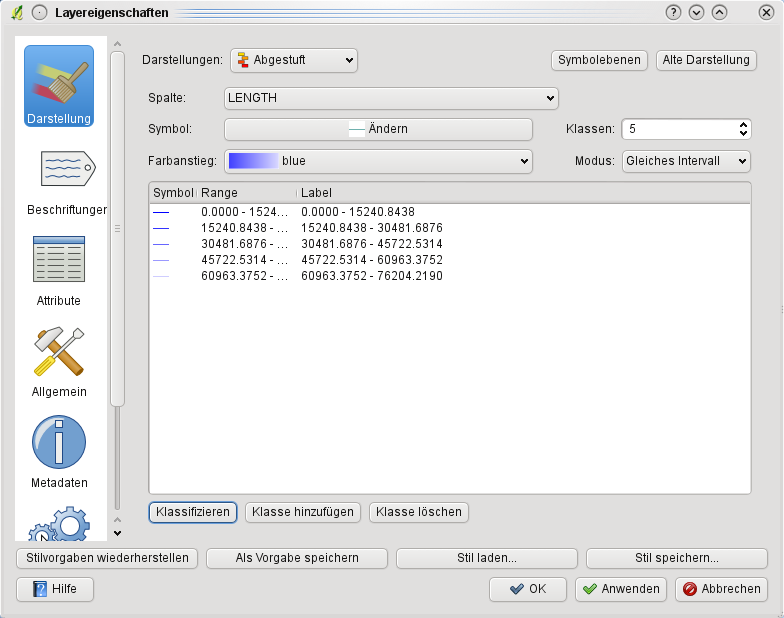 Layereigenschaften
Darstellung
Beschriftunger
Attribute
Allgemein
Metadaten
Darstellungen: Abgestuft Symbolebenen Alte Darstellung
Spalte: LENGTH
Symbol: Ändern Klassen: 5
Farbanstieg: blue Modus: Gleiches Intervall
Symbol Range Label
0.0000 - 1524... 0.0000 - 15240.8438
15240.8438 - ... 15240.8438 - 30481.6876
30481.6876 - ... 30481.6876 - 45722.5314
45722.5314 - ... 45722.5314 - 60963.3752
60963.3752 - ... 60963.3752 - 76204.2190
Klassifizieren Klasse hinzufügen Klasse löschen
Stilvorgaben wiederherstellen Als Vorgabe speichern Stil laden... Stil speichern...
Hilfe OK Anwenden Abbrechen